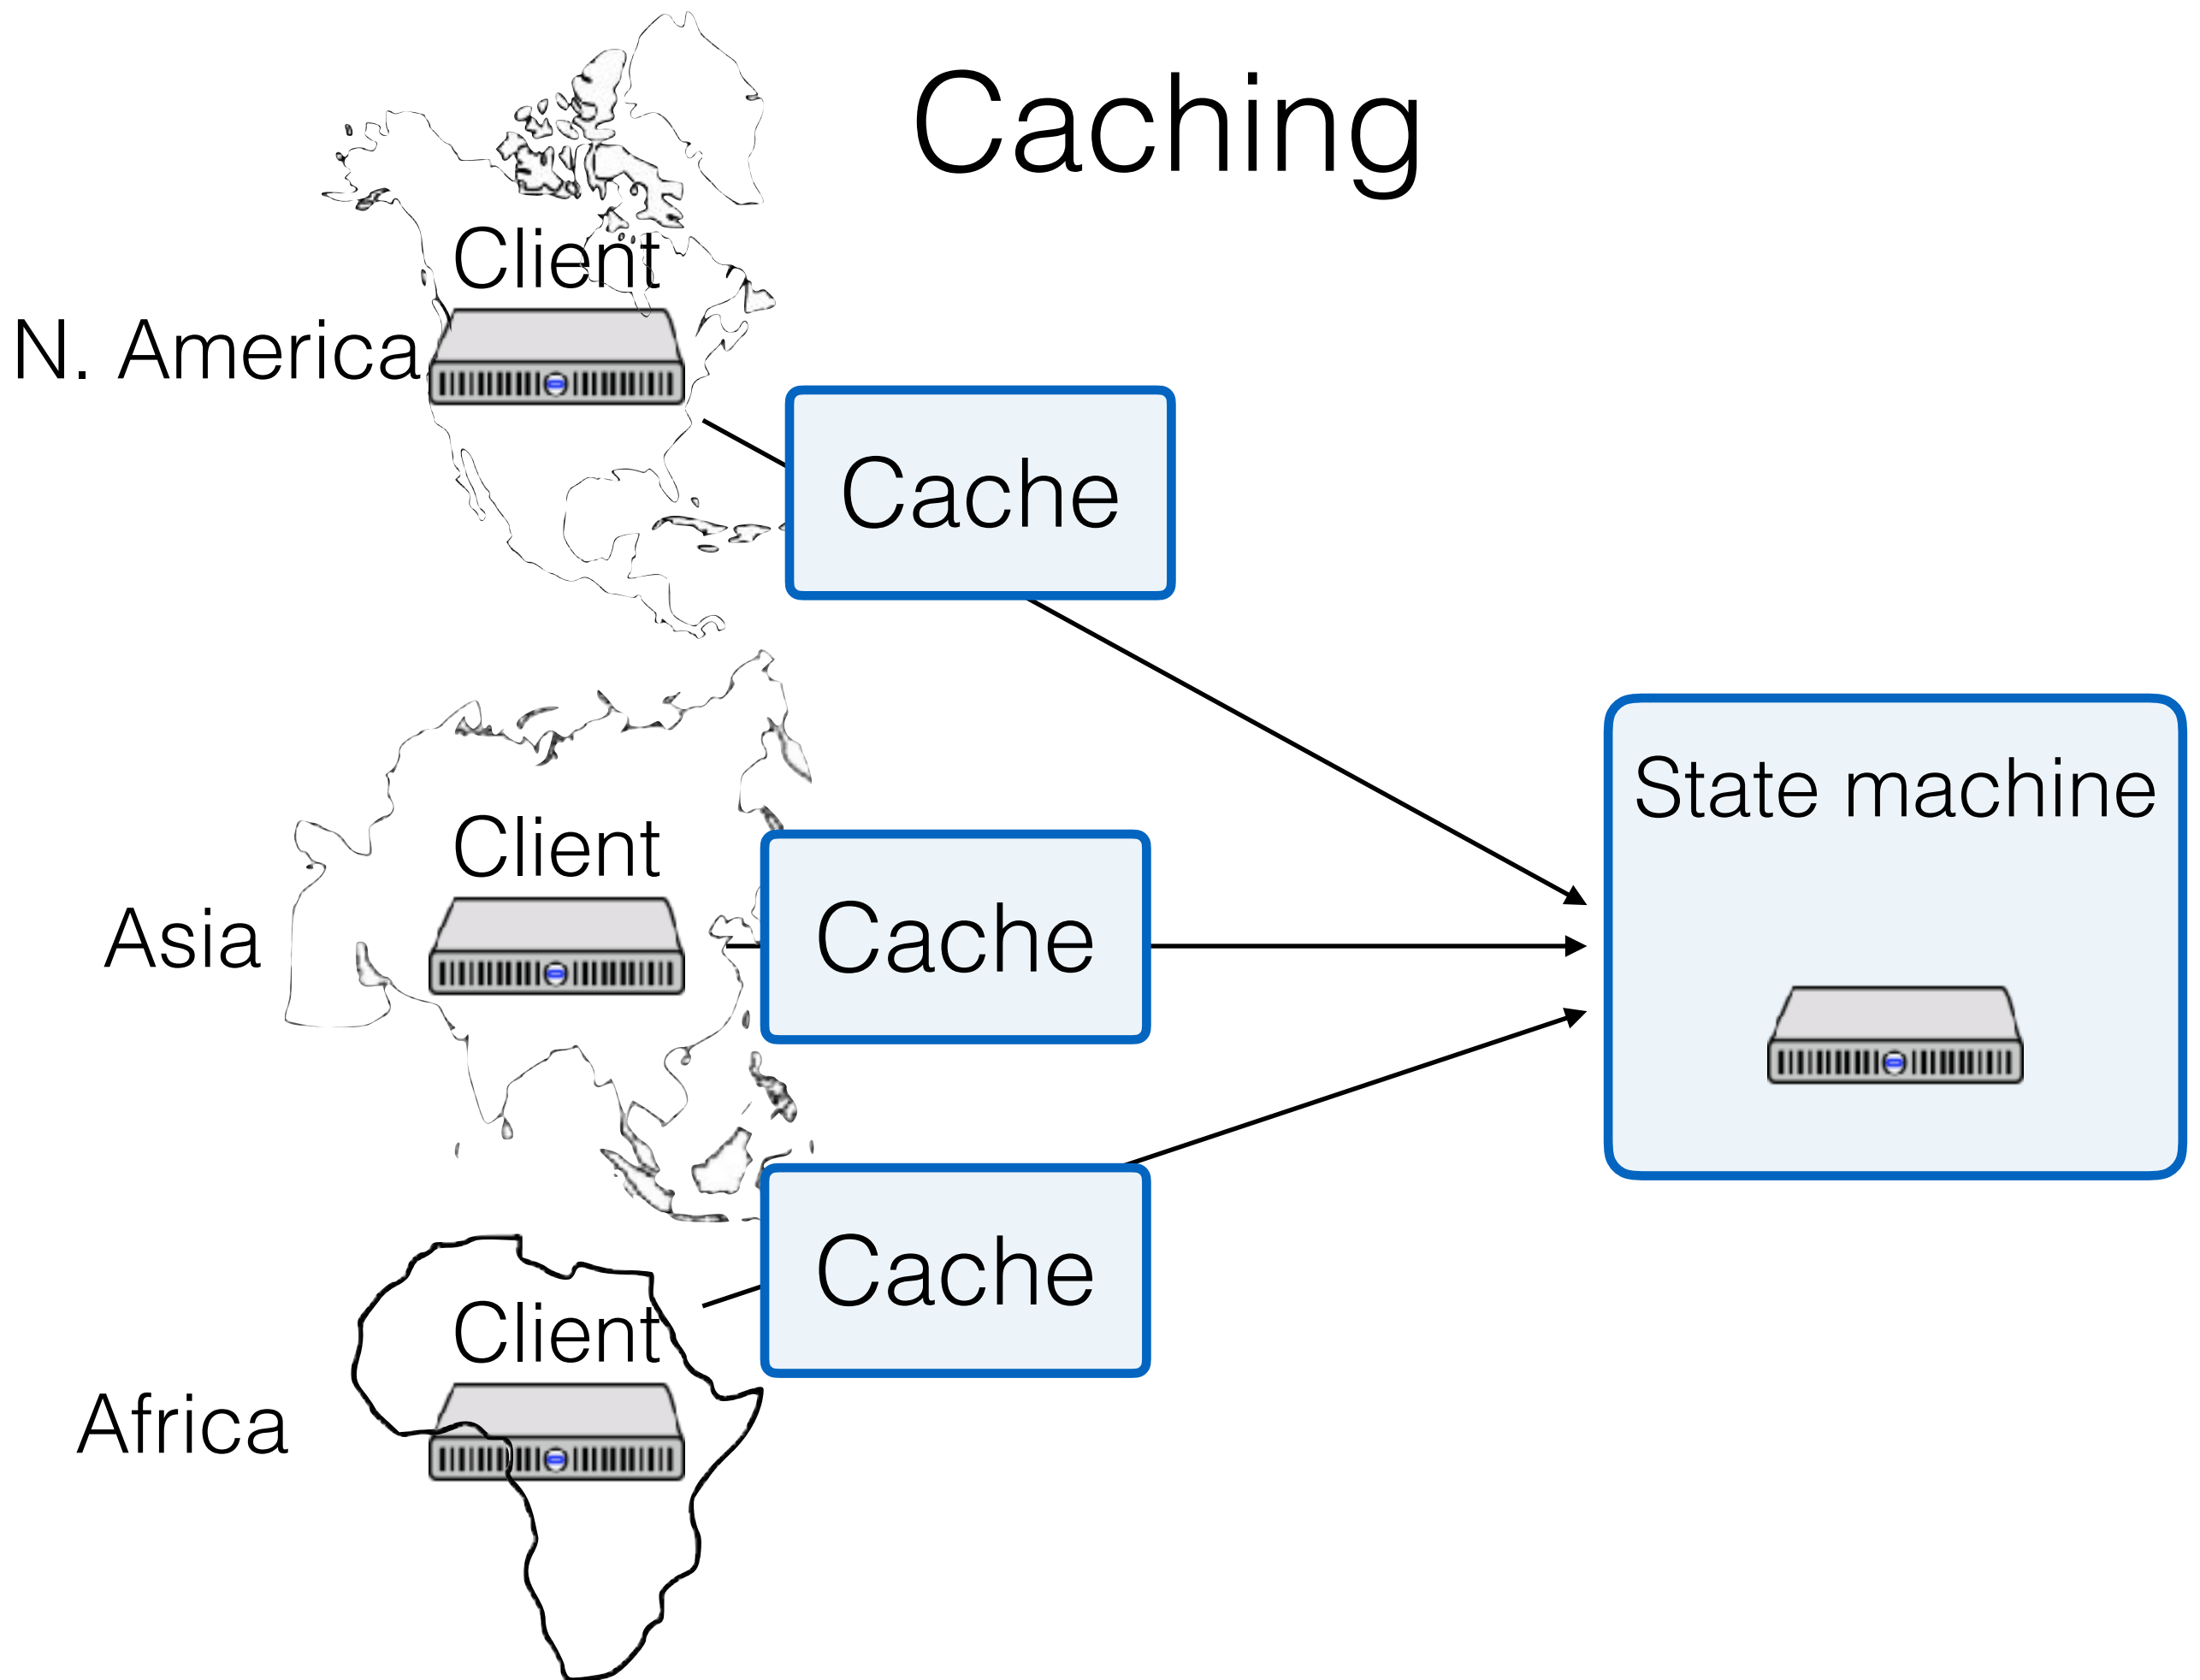 Caching
Client
N. America
Cache
State machine
Client
Asia
Cache
Cache
Client
Africa